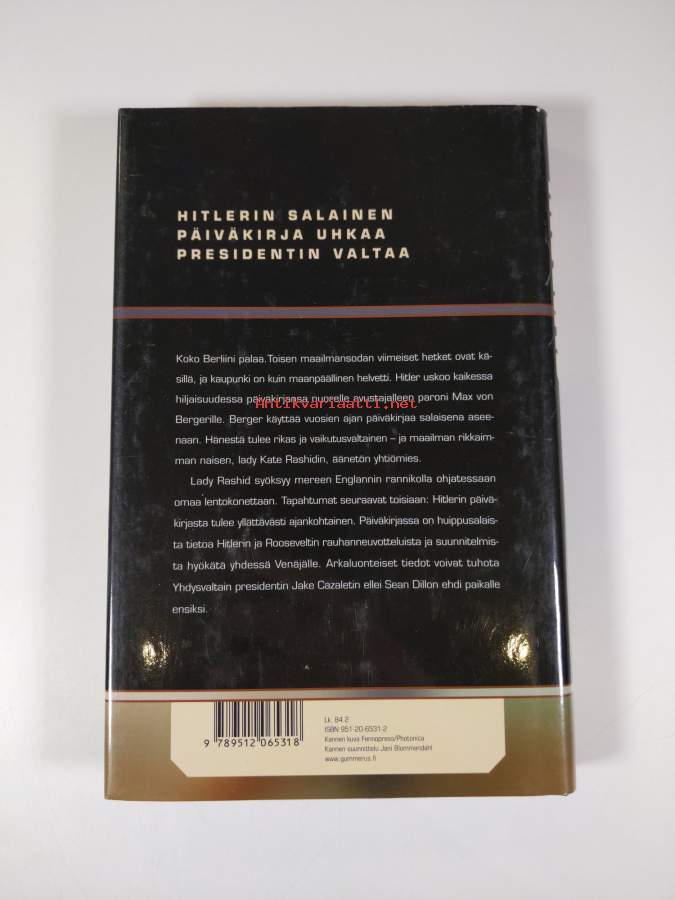 HITLERIN SALAINEN
PÄIVÄKIRJA UHKAA
PRESIDENTIN VALTAA
Koko Berliini palaa. Toisen maailmansodan viimeiset hetket ovat kä-
sillä, ja kaupunki on kuin maanpäällinen helvetti. Hitler uskoo kaikessa
hiljaisuudessa päiväkirjansa nuorelle avustajalleen paroni Max von
Antikvariaatti.net
Bergerille. Berger käyttää vuosien ajan päiväkirjaa salaisena asee-
naan. Hänestä tulee rikas ja vaikutusvaltainen – ja maailman rikkaim-
man naisen, lady Kate Rashidin, äänetön yhtiömies.
Lady Rashid syöksyy mereen Englannin rannikolla ohjatessaan
omaa lentokonettaan. Tapahtumat seuraavat toisiaan: Hitlerin päivä-
kirjasta tulee yllättävästi ajankohtainen. Päiväkirjassa on huippusalais-
ta tietoa Hitlerin ja Rooseveltin rauhanneuvotteluista ja suunnitelmis-
ta hyökätä yhdessä Venäjälle. Arkaluonteiset tiedot voivat tuhota
Yhdysvaltain presidentin Jake Cazaletin ellei Sean Dillon ehdi paikalle
ensiksi.
Lk. 84.2
ISBN 951-20-6531-2
Kannen kuva Fennopress/Photonica
Kannen suunnittelu Jani Blommendahl
www.gummerus.fi
9 789512 065318